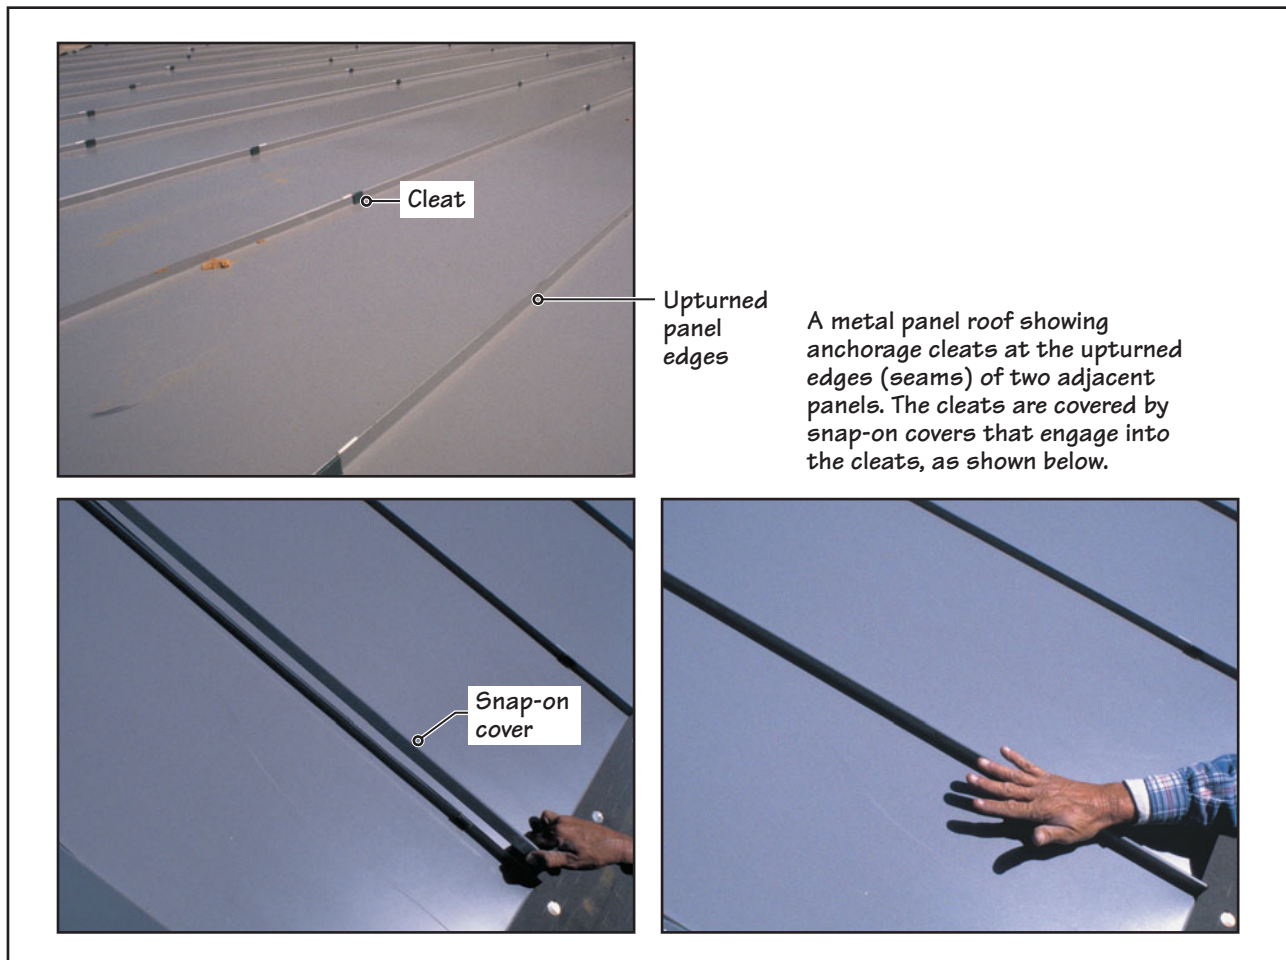 Cleat
Upturned
panel
edges
A metal panel roof showing
anchorage cleats at the upturned
edges (seams) of two adjacent
panels. The cleats are covered by
snap-on covers that engage into
the cleats, as shown below.
Snap-on
cover